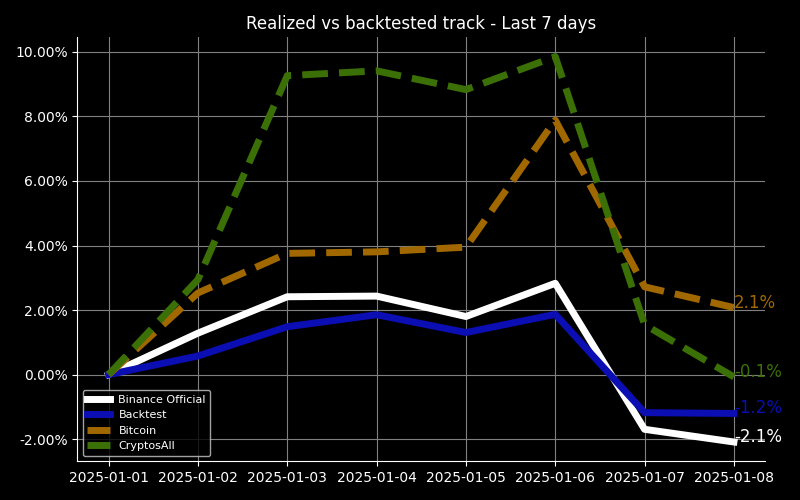 Realized vs backtested track - Last 7 days
10.00%
8.00%
6.00%
4.00%
2.00%
0.00%
-2.00%
2.1%
-0.1%
-1.2%
-2.1%
Binance Official
Backtest
Bitcoin
CryptosAll
2025-01-01 2025-01-02 2025-01-03 2025-01-04 2025-01-05 2025-01-06 2025-01-07 2025-01-08